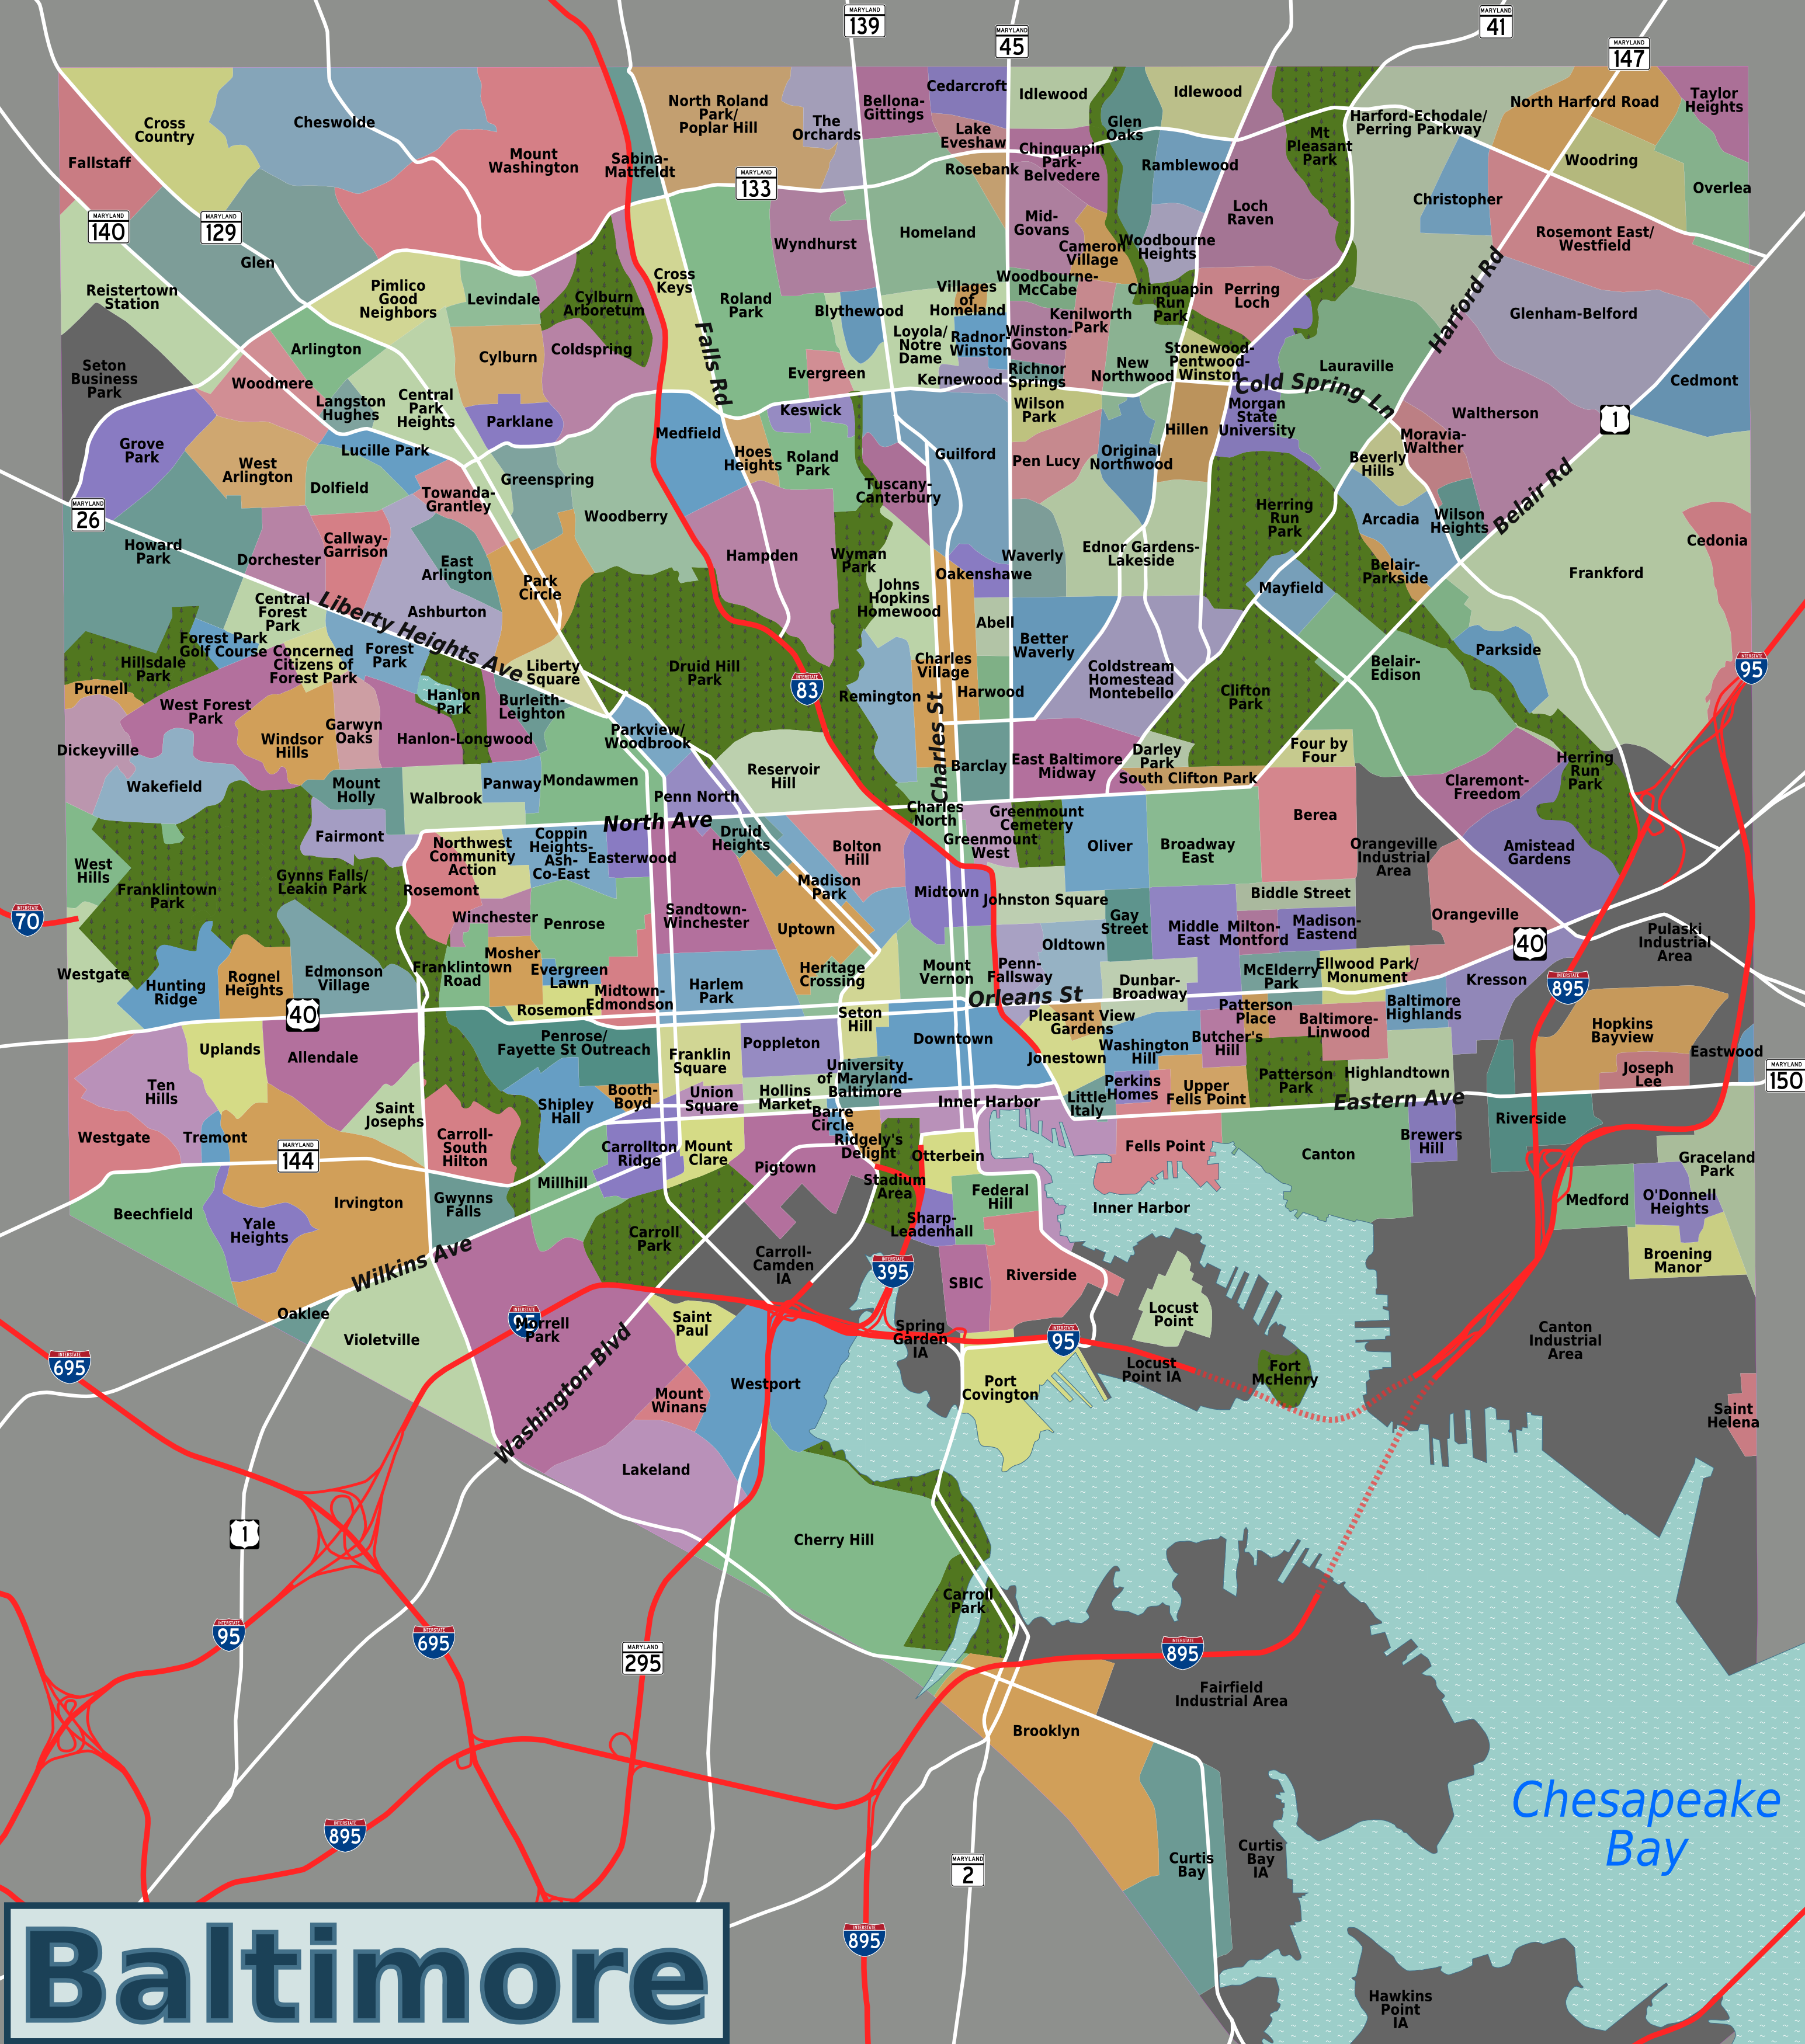 MARYLAND
139
MARYLAND
45
MARYLAND
41
MARYLAND
147
Cross
Country
Cheswolde
Mount
Washington
Fallstaff
Sabina-
Mattfeldt
North Roland
Park/
Poplar Hill
The
Orchards
Bellona-
Gittings
Cedarcroft
Lake
Eveshaw
Rosebank
Idlewood
Glen
Oaks
Idlewood
Chinquapin
Park-
Belvedere
Ramblewood
Mt
Pleasant
Park
Harford-Echodale/
Perring Parkway
North Harford Road
Taylor
Heights
Woodring
Overlea
Christopher
Rosemont East/
Westfield
MARYLAND
133
MARYLAND
140
MARYLAND
129
Glen
Reistertown
Station
Pimlico
Good
Neighbors
Levindale
Cylburn
Arboretum
Cross
Keys
Roland
Park
Wyndhurst
Homeland
Mid-
Govans
Cameron
Village
Woodbourne
Heights
Loch
Raven
Woodbourne-
McCabe
Chinquapin
Run
Park
Perring
Loch
Villages
of
Homeland
Blythewood
Loyola/
Notre
Dame
Radnor-
Winston
Winston-
Govans
Kenilworth
Park
Harford Rd
Glenham-Belford
Seton
Business
Park
Arlington
Woodmere
Langston
Hughes
Central
Park
Heights
Cylburn
Coldspring
Falls Rd
Evergreen
Kernewood
Richnor
Springs
New
Northwood
Stonewood-
Pentwood-
Winston
Cold Spring Ln
Lauraville
Cedmont
Parklane
Keswick
Wilson
Park
Morgan
State
University
Waltherson
1
Grove
Park
West
Arlington
Lucille Park
Dolfield
Medfield
Hoes
Heights
Roland
Park
Guilford
Pen Lucy
Original
Northwood
Hillen
Beverly
Hills
Moravia-
Walther
Belair Rd
MARYLAND
26
Towanda-
Grantley
Greenspring
Woodberry
Tuscany-
Canterbury
Herring
Run
Park
Arcadia
Wilson
Heights
Cedonia
Howard
Park
Dorchester
Callway-
Garrison
East
Arlington
Park
Circle
Hampden
Wyman
Park
Johns
Hopkins
Homewood
Oakenshawe
Waverly
Ednor Gardens-
Lakeside
Mayfield
Belair-
Parkside
Frankford
Central
Forest
Park
Liberty Heights Ave
Ashburton
Forest Park
Golf Course
Concerned
Citizens of
Forest Park
Forest
Park
Hillsdale
Park
Purnell
Liberty
Square
Druid Hill
Park
INTERSTATE
83
Remington
Charles
Village
Abell
Harwood
Better
Waverly
Coldstream
Homestead
Montebello
Clifton
Park
Belair-
Edison
Parkside
INTERSTATE
95
Hanlon
Park
Burleith-
Leighton
West Forest
Park
Windsor
Hills
Garwyn
Oaks
Hanlon-Longwood
Parkview/
Woodbrook
Charles St
Dickeyville
Wakefield
Mount
Holly
Walbrook
Panway
Mondawmen
Penn North
Reservoir
Hill
Barclay
East Baltimore
Midway
Darley
Park
South Clifton Park
Four by
Four
Claremont-
Freedom
Herring
Run
Park
Fairmont
North Ave
Charles
North
Greenmount
Cemetery
Greenmount
West
Oliver
Broadway
East
Berea
Orangeville
Industrial
Area
Amistead
Gardens
West
Hills
Northwest
Community
Action
Coppin
Heights-
Ash-
Co-East
Easterwood
Druid
Heights
Bolton
Hill
Madison
Park
Midtown
Johnston Square
Biddle Street
Franklintown
Park
Gynns Falls/
Leakin Park
Rosemont
Winchester
Penrose
Sandtown-
Winchester
Uptown
Gay
Street
Middle
East
Milton-
Montford
Madison-
Eastend
Orangeville
40
Pulaski
Industrial
Area
INTERSTATE
70
Oldtown
Westgate
Hunting
Ridge
Rognel
Heights
Edmonson
Village
Franklintown
Road
Mosher
Evergreen
Lawn
Midtown-
Edmondson
Rosemont
Harlem
Park
Heritage
Crossing
Mount
Vernon
Penn-
Fallsway
Dunbar-
Broadway
McElderry
Park
Ellwood Park/
Monument
Kresson
INTERSTATE
895
Orleans St
40
Uplands
Allendale
Penrose/
Fayette St Outreach
Franklin
Square
Poppleton
Seton
Hill
Downtown
Pleasant View
Gardens
Jonestown
Washington
Hill
Patterson
Place
Butcher's
Hill
Baltimore-
Linwood
Baltimore
Highlands
Hopkins
Bayview
Eastwood
Joseph
Lee
MARYLAND
150
Ten
Hills
Saint
Josephs
Shipley
Hall
Booth-
Boyd
Union
Square
Hollins
Market
University
of Maryland-
Baltimore
Inner Harbor
Little
Italy
Perkins
Homes
Upper
Fells Point
Patterson
Park
Highlandtown
Eastern Ave
Riverside
Westgate
Tremont
MARYLAND
144
Carroll-
South
Hilton
Carrollton
Ridge
Mount
Clare
Pigtown
Barre
Circle
Ridgely's
Delight
Otterbein
Stadium
Area
Federal
Hill
Sharp-
Leadenhall
Fells Point
Inner Harbor
Canton
Brewers
Hill
Graceland
Park
Medford
O'Donnell
Heights
Broening
Manor
Beechfield
Yale
Heights
Irvington
Gwynns
Falls
Millhill
Carroll
Park
Carroll-
Camden
IA
INTERSTATE
395
SBIC
Riverside
Locust
Point
Wilkins Ave
Oaklee
Violetville
95
Morrell
Park
Saint
Paul
Spring
Garden
IA
INTERSTATE
95
Locust
Point IA
Fort
McHenry
Canton
Industrial
Area
INTERSTATE
695
Washington Blvd
Mount
Winans
Westport
Port
Covington
Saint
Helena
Lakeland
Cherry Hill
1
Carroll
Park
INTERSTATE
95
INTERSTATE
695
MARYLAND
295
INTERSTATE
895
Fairfield
Industrial Area
Brooklyn
Chesapeake
Bay
INTERSTATE
895
MARYLAND
2
Curtis
Bay
Curtis
Bay
IA
INTERSTATE
895
Hawkins
Point
IA
Baltimore